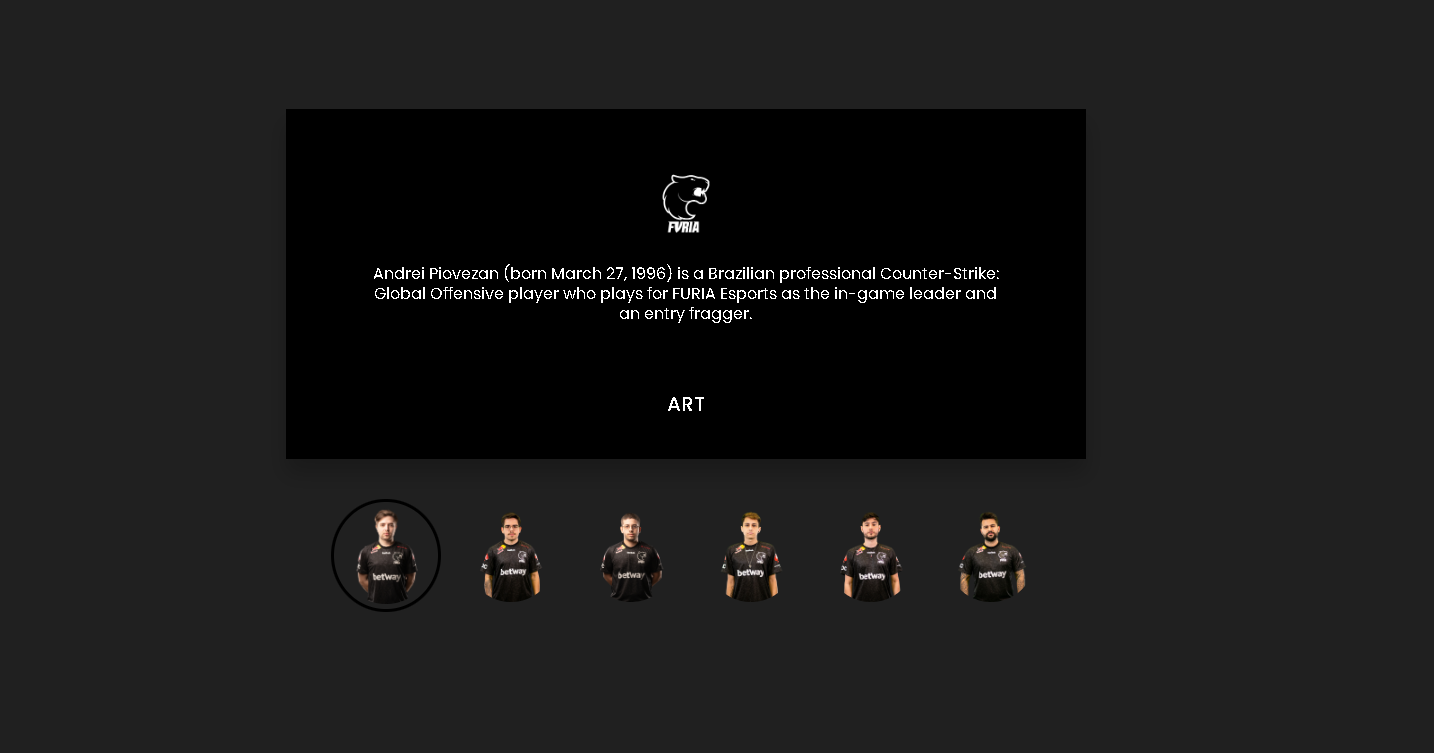 FURIA
Andrei Piovezan (born March 27, 1996) is a Brazilian professional Counter-Strike:
Global Offensive player who plays for FURIA Esports as the in-game leader and
an entry fragger.
ART
betway
betway
betway
betway
betway
betway